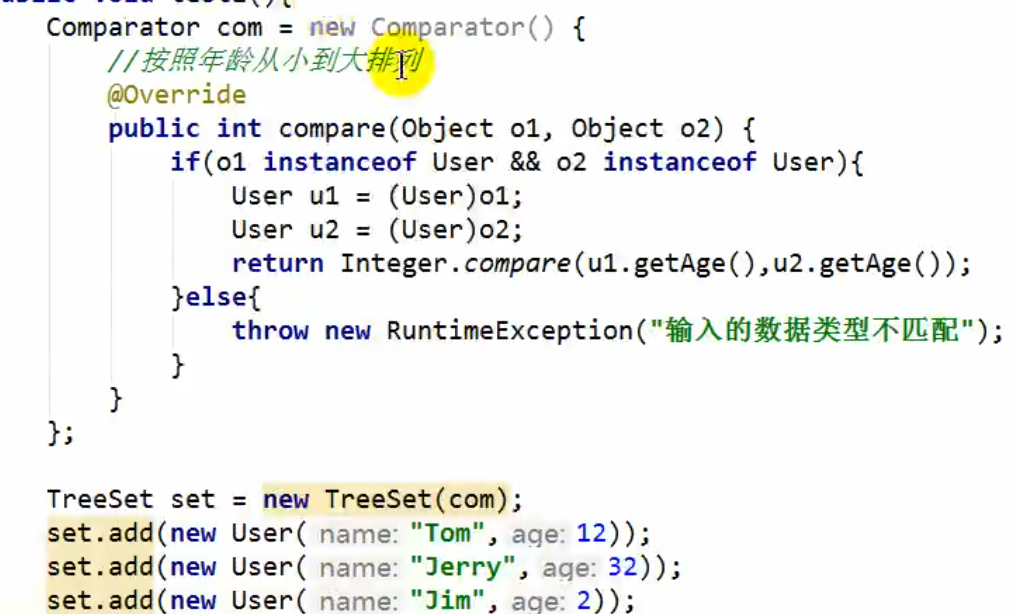 Comparator com = new Comparator() {
//按照年龄从小到大排列
@Override
public int compare(Object o1, Object o2) {
if(o1 instanceof User && o2 instanceof User){
User u1 = (User)o1;
User u2 = (User)o2;
return Integer.compare(u1.getAge(),u2.getAge());
}else{
throw new RuntimeException("输入的数据类型不匹配");
}
}
};
TreeSet set = new TreeSet(com);
set.add(new User( name: "Tom", age: 12));
set.add(new User( name: "Jerry", age: 32));
set.add(new User( name: "Jim", age: 2));